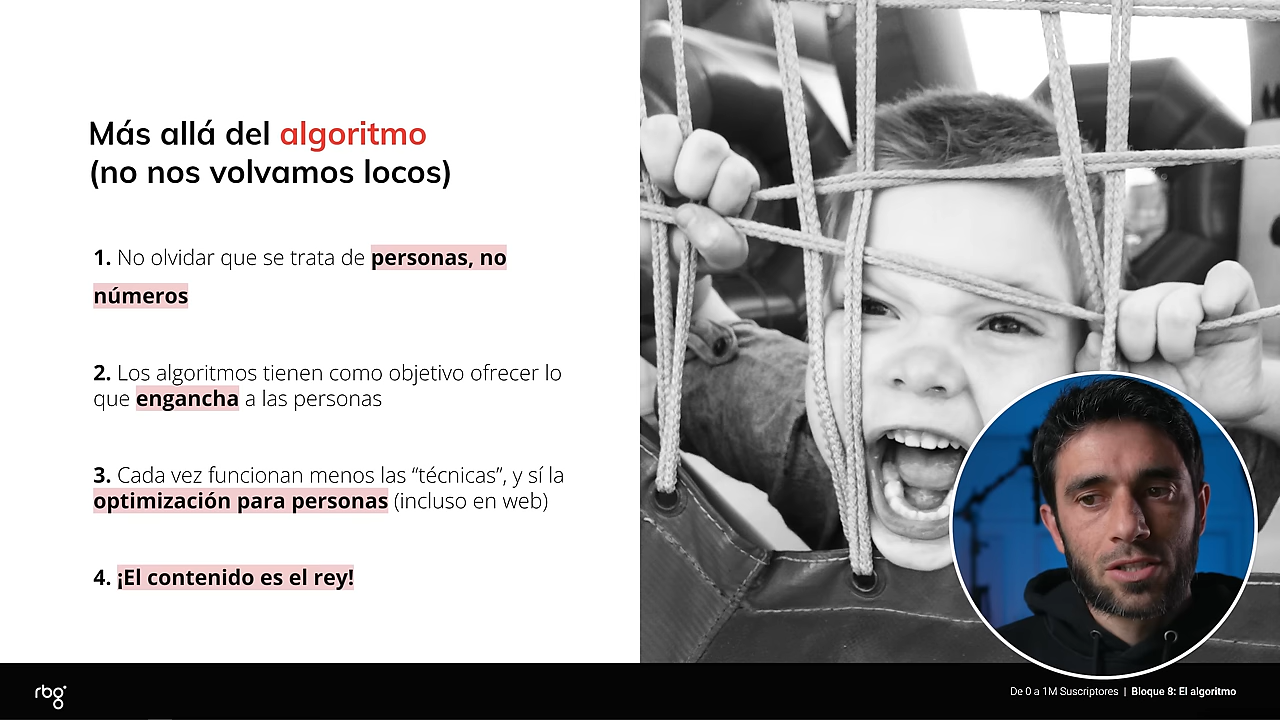 Más allá del algoritmo
(no nos volvamos locos)
1. No olvidar que se trata de personas, no
números
2. Los algoritmos tienen como objetivo ofrecer lo
que engancha a las personas
3. Cada vez funcionan menos las “técnicas”, y sí la
optimización para personas (incluso en web)
4. ¡El contenido es el rey!
rbg
De 0 a 1M Suscriptores | Bloque 8: El algoritmo